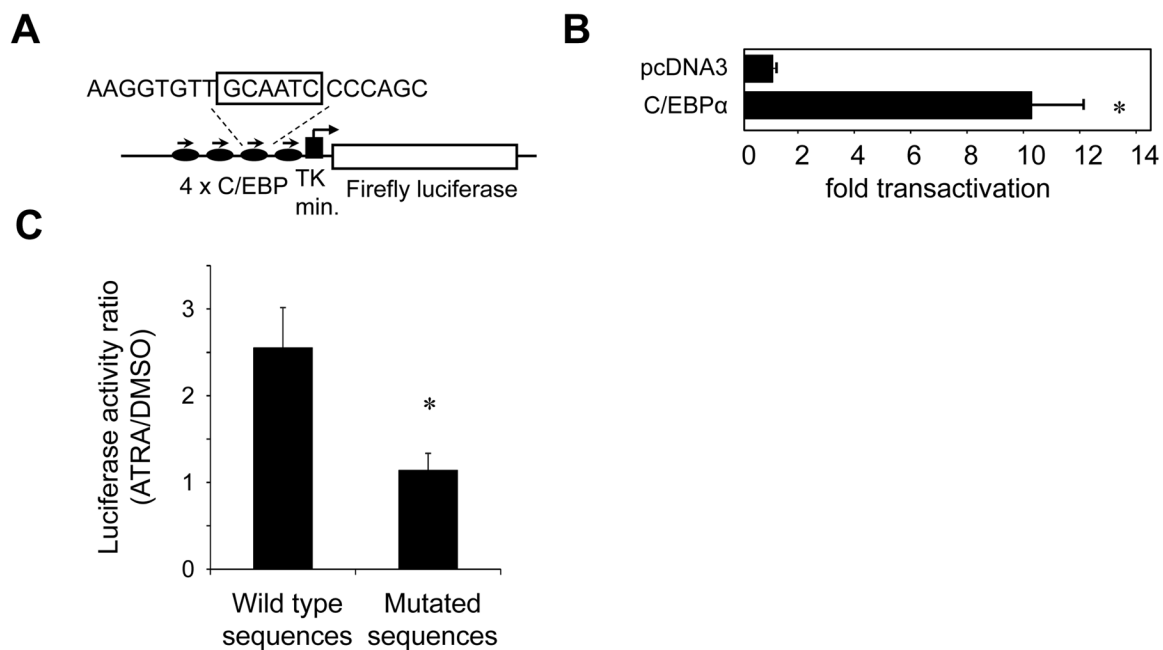 A
AAGGTGTT GCAATC CCCAGC
4 x C/EBP
TK
min.
Firefly luciferase
B
pcDNA3
C/EBPα
*
0 2 4 6 8 10 12 14
fold transactivation
C
Luciferase activity ratio
(ATRA/DMSO)
3
2
1
0
*
Wild type
sequences
Mutated
sequences